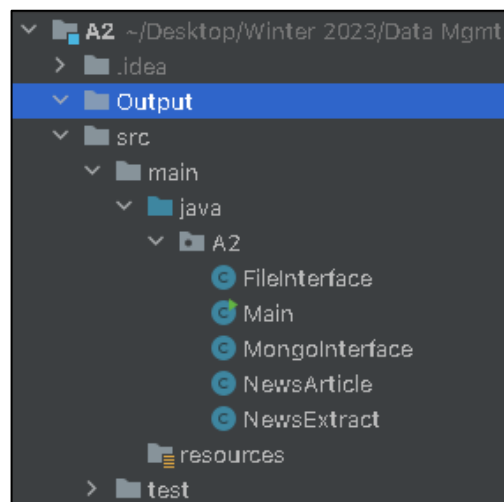 A2 ~/Desktop/Winter 2023/Data Mgmt
.idea
Output
src
main
java
A2
FileInterface
Main
MongoInterface
NewsArticle
NewsExtract
resources
test